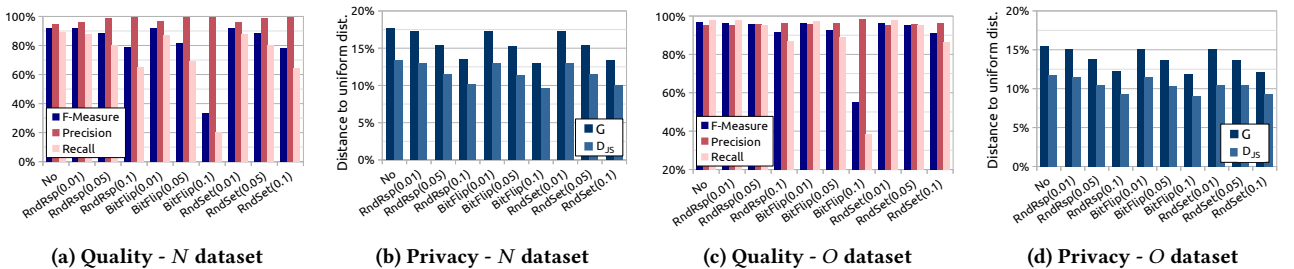 100%
80%
60%
40%
20%
0%
F-Measure
Precision
Recall
No
RndRsp(0.01)
RndRsp(0.05)
RndRsp(0.1)
BitFlip(0.01)
BitFlip(0.05)
BitFlip(0.1)
RndSet(0.01)
RndSet(0.05)
RndSet(0.1)
(a) Quality - N dataset
Distance to uniform dist.
20%
15%
10%
5%
0%
G
DJS
No
RndRsp(0.01)
RndRsp(0.05)
RndRsp(0.1)
BitFlip(0.01)
BitFlip(0.05)
BitFlip(0.1)
RndSet(0.01)
RndSet(0.05)
RndSet(0.1)
(b) Privacy - N dataset
100%
80%
60%
40%
20%
F-Measure
Precision
Recall
No
RndRsp(0.01)
RndRsp(0.05)
RndRsp(0.1)
BitFlip(0.01)
BitFlip(0.05)
BitFlip(0.1)
RndSet(0.01)
RndSet(0.05)
RndSet(0.1)
(c) Quality - O dataset
Distance to uniform dist.
20%
15%
10%
5%
0%
G
DJS
No
RndRsp(0.01)
RndRsp(0.05)
RndRsp(0.1)
BitFlip(0.01)
BitFlip(0.05)
BitFlip(0.1)
RndSet(0.01)
RndSet(0.05)
RndSet(0.1)
(d) Privacy - O dataset